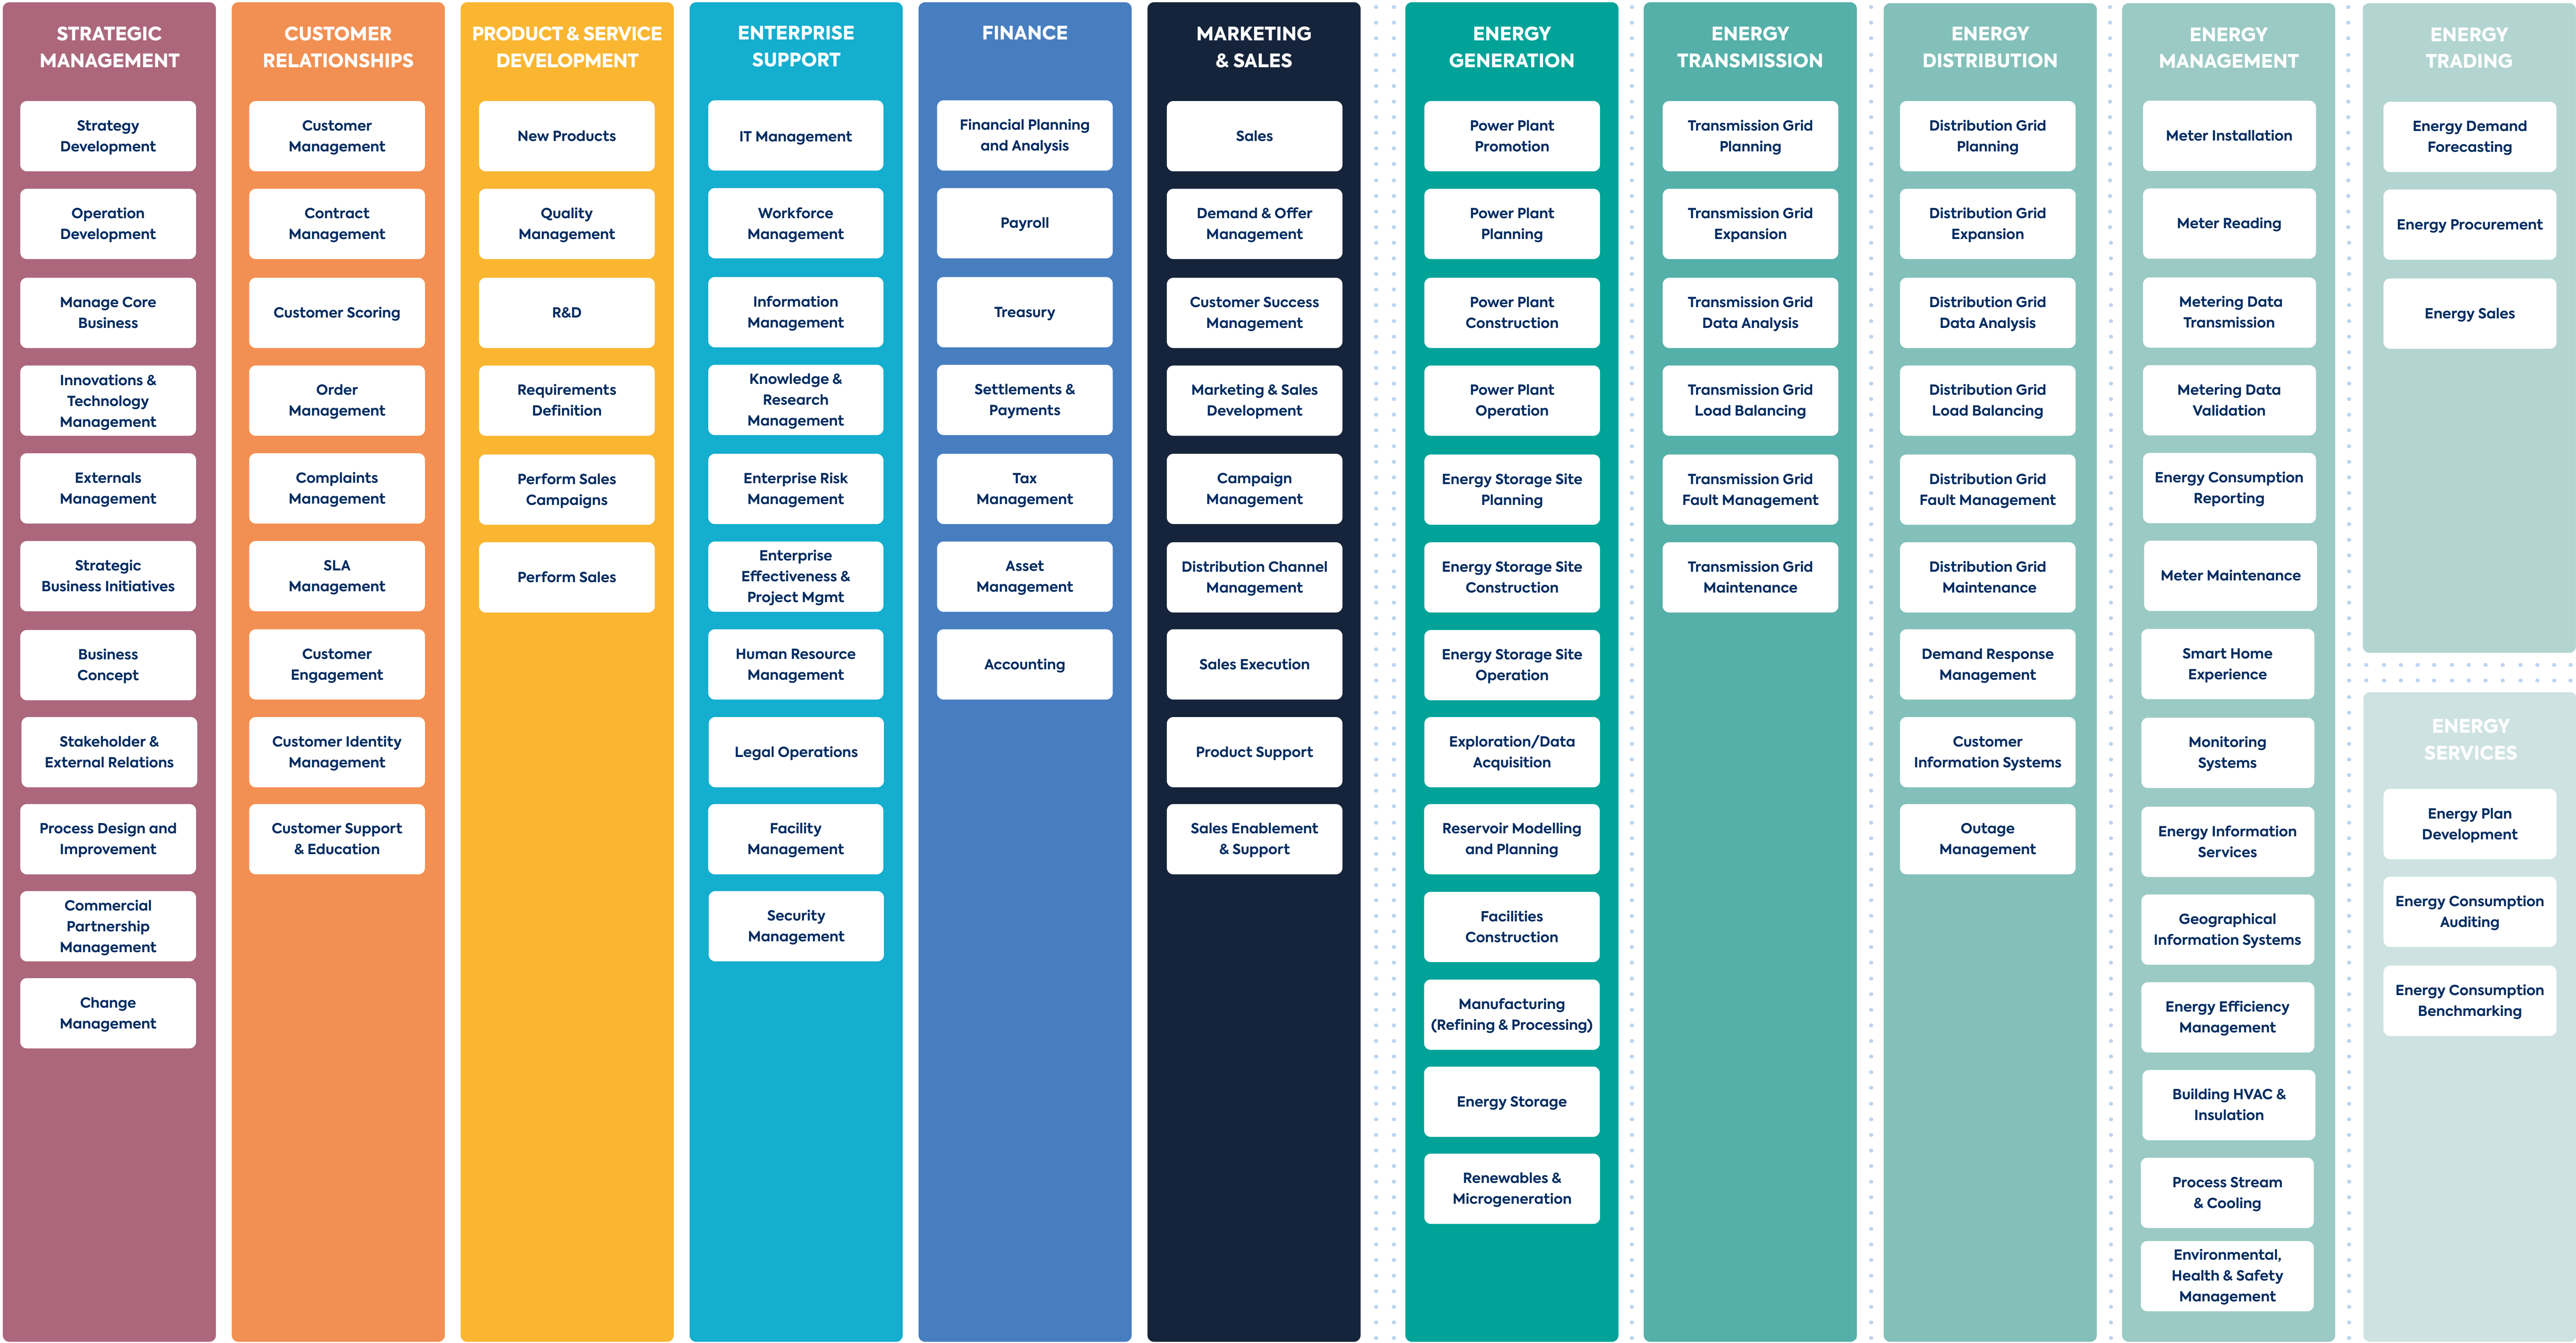 STRATEGIC
MANAGEMENT
Strategy
Development
Operation
Development
Manage Core
Business
Innovations &
Technology
Management
Externals
Management
Strategic
Business Initiatives
Business
Concept
Stakeholder &
External Relations
Process Design and
Improvement
Commercial
Partnership
Management
Change
Management
CUSTOMER
RELATIONSHIPS
Customer
Management
Contract
Management
Customer Scoring
Order
Management
Complaints
Management
SLA
Management
Customer
Engagement
Customer Identity
Management
Customer Support
& Education
PRODUCT & SERVICE
DEVELOPMENT
New Products
Quality
Management
R&D
Requirements
Definition
Perform Sales
Campaigns
Perform Sales
ENTERPRISE
SUPPORT
IT Management
Workforce
Management
Information
Management
Knowledge &
Research
Management
Enterprise Risk
Management
Enterprise
Effectiveness &
Project Mgmt
Human Resource
Management
Legal Operations
Facility
Management
Security
Management
FINANCE
Financial Planning
and Analysis
Payroll
Treasury
Settlements &
Payments
Tax
Management
Asset
Management
Accounting
MARKETING
& SALES
Sales
Demand & Offer
Management
Customer Success
Management
Marketing & Sales
Development
Campaign
Management
Distribution Channel
Management
Sales Execution
Product Support
Sales Enablement
& Support
ENERGY
GENERATION
Power Plant
Promotion
Power Plant
Planning
Power Plant
Construction
Power Plant
Operation
Energy Storage Site
Planning
Energy Storage Site
Construction
Energy Storage Site
Operation
Exploration/Data
Acquisition
Reservoir Modelling
and Planning
Facilities
Construction
Manufacturing
(Refining & Processing)
Energy Storage
Renewables &
Microgeneration
ENERGY
TRANSMISSION
Transmission Grid
Planning
Transmission Grid
Expansion
Transmission Grid
Data Analysis
Transmission Grid
Load Balancing
Transmission Grid
Fault Management
Transmission Grid
Maintenance
ENERGY
DISTRIBUTION
Distribution Grid
Planning
Distribution Grid
Expansion
Distribution Grid
Data Analysis
Distribution Grid
Load Balancing
Distribution Grid
Fault Management
Distribution Grid
Maintenance
Demand Response
Management
Customer
Information Systems
Outage
Management
ENERGY
MANAGEMENT
Meter Installation
Meter Reading
Metering Data
Transmission
Metering Data
Validation
Energy Consumption
Reporting
Meter Maintenance
Smart Home
Experience
Monitoring
Systems
Energy Information
Services
Geographical
Information Systems
Energy Efficiency
Management
Building HVAC &
Insulation
Process Stream
& Cooling
Environmental,
Health & Safety
Management
ENERGY
TRADING
Energy Demand
Forecasting
Energy Procurement
Energy Sales
ENERGY
SERVICES
Energy Plan
Development
Energy Consumption
Auditing
Energy Consumption
Benchmarking